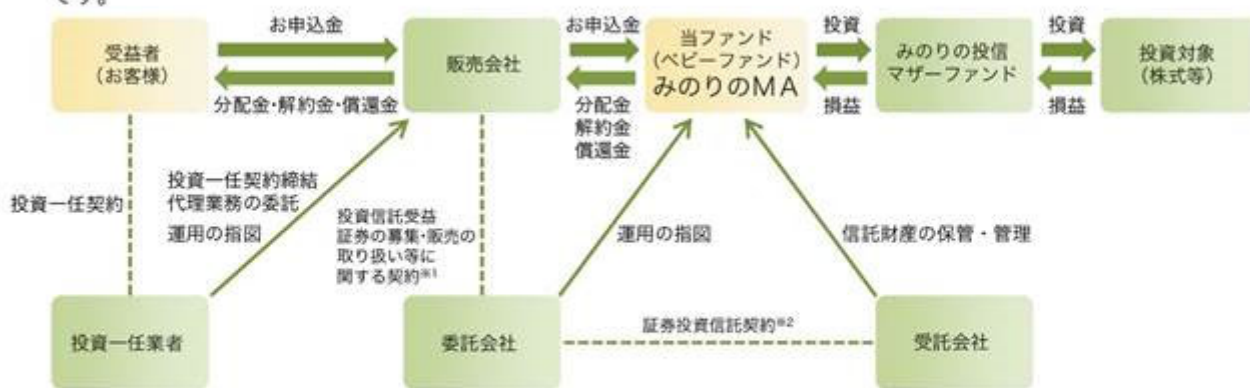 です。
お申込金
お申込金
投資
投資
受益者
(お客様)
販売会社
当ファンド
(ベビーファンド)
みのりのMA
みのりの投信
マザーファンド
投資対象
(株式等)
分配金・解約金・償還金
分配金
解約金
償還金
損益
損益
投資一任契約
投資一任契約締結
代理業務の委託
運用の指図
投資信託受益
証券の募集・販売の
取り扱い等に
関する契約※1
運用の指図
信託財産の保管・管理
投資一任業者
委託会社
証券投資信託契約※2
受託会社